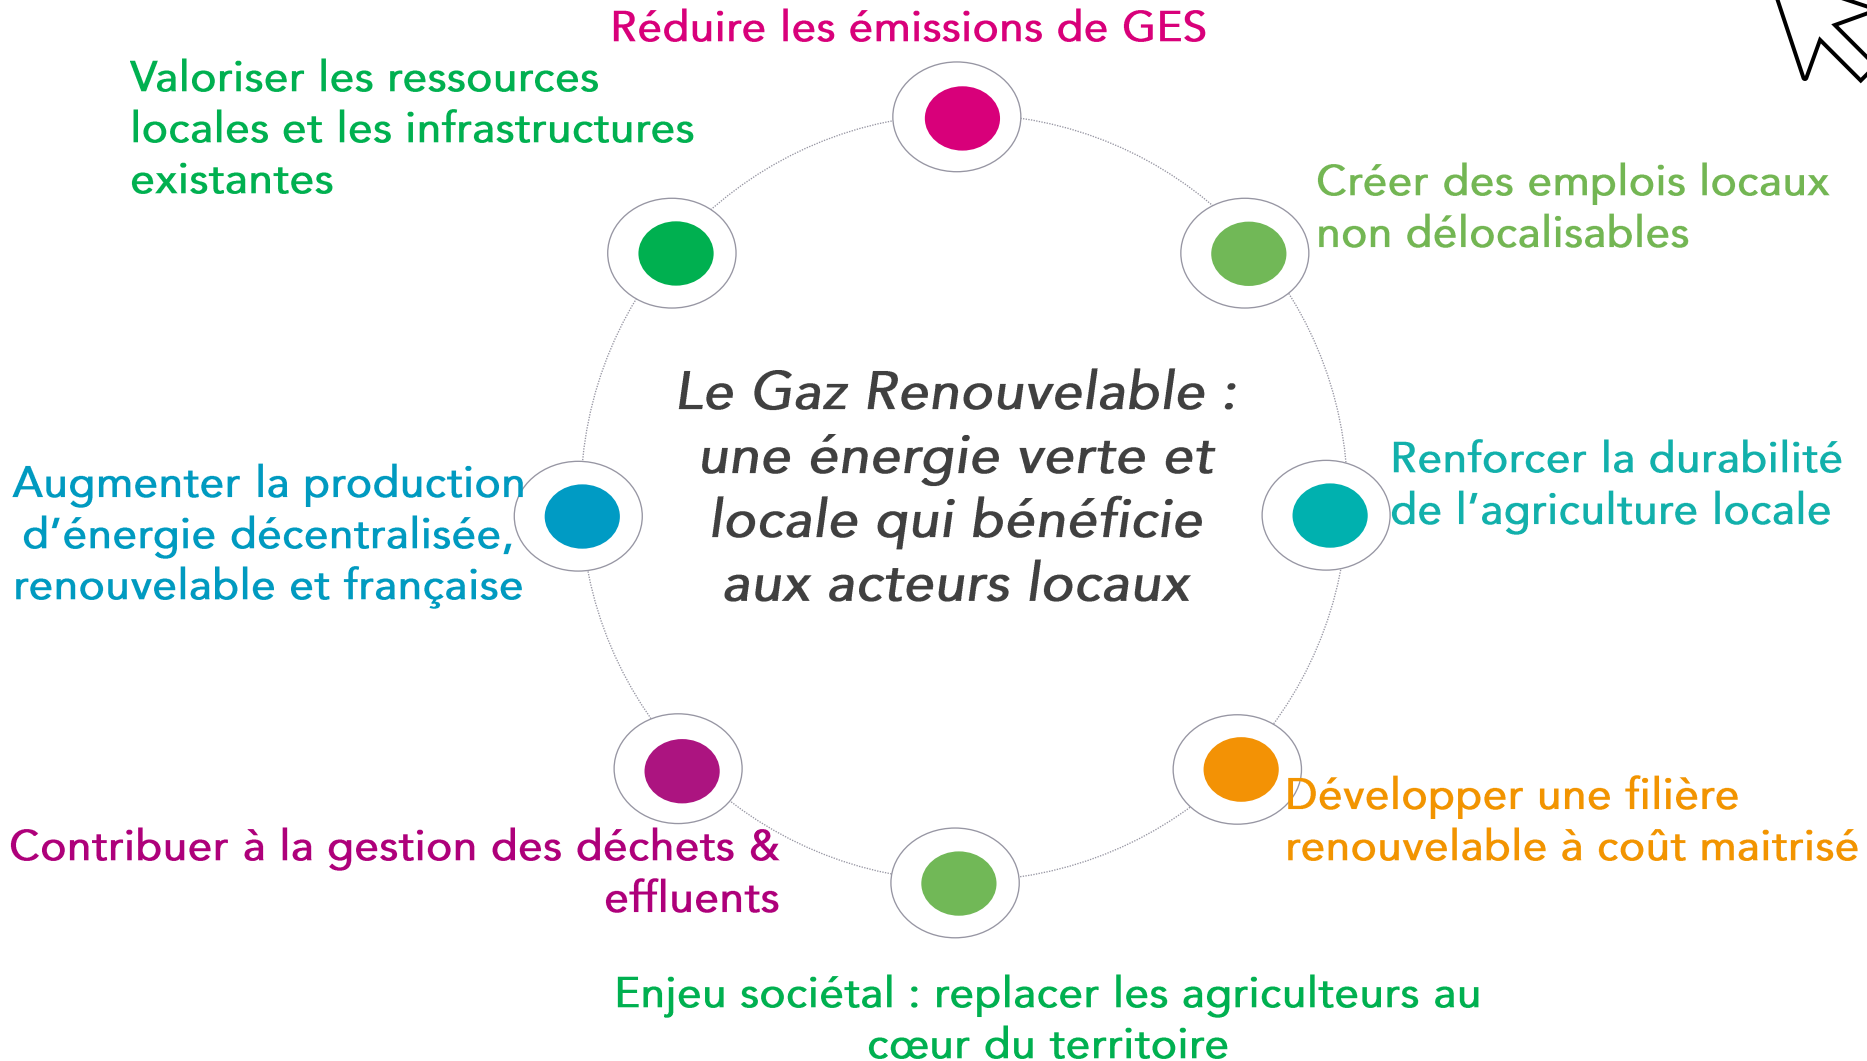 Réduire les émissions de GES
Valoriser les ressources
locales et les infrastructures
existantes
Créer des emplois locaux
non délocalisables
Le Gaz Renouvelable :
une énergie verte et
locale qui bénéficie
aux acteurs locaux
Augmenter la production
d’énergie décentralisée,
renouvelable et française
Renforcer la durabilité
de l’agriculture locale
Contribuer à la gestion des déchets &
effluents
Développer une filière
renouvelable à coût maitrisé
Enjeu sociétal : replacer les agriculteurs au
cœur du territoire